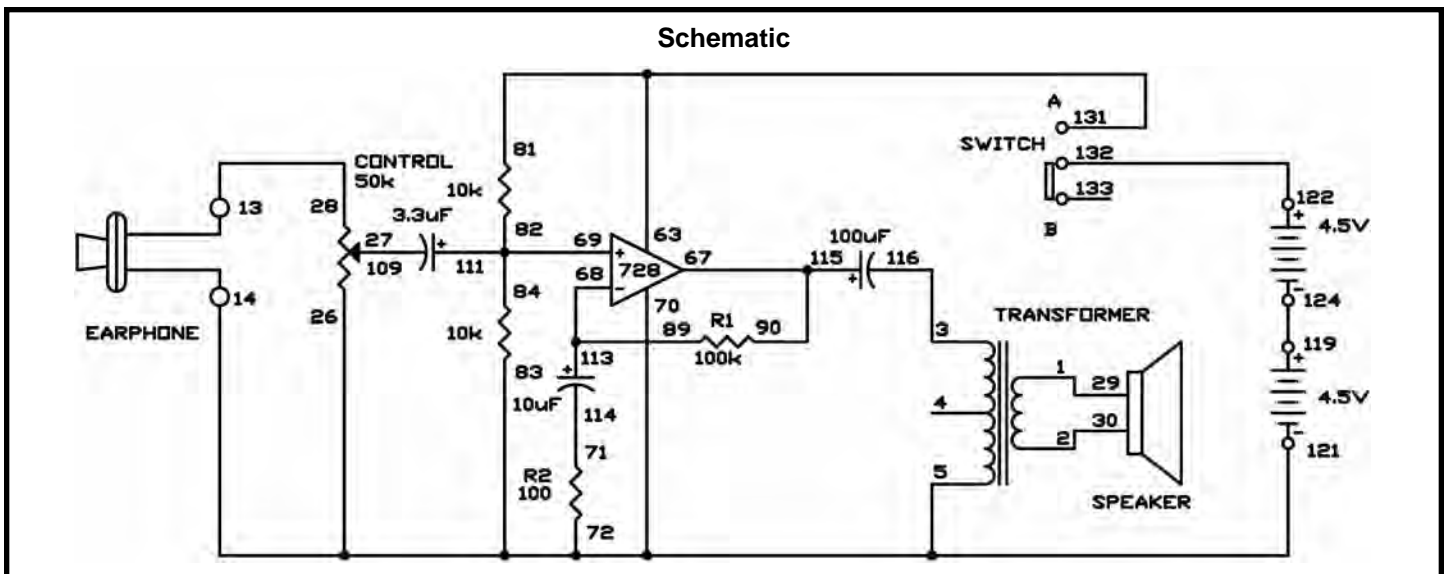 Schematic
A
131
SWITCH
132
133
B
81
CONTROL
50k
10k
122
+
4.5V
13
28
3.3uF
27
+
82
69
+
63
100uF
109
111
68
728
67
115
116
-
+
-
124
14
84
70
TRANSFORMER
26
EARPHONE
10k
89
R1
90
3
119
113
100k
+
83
+
1
29
4.5V
10uF
114
4
30
-
71
2
121
R2
100
5
72
SPEAKER